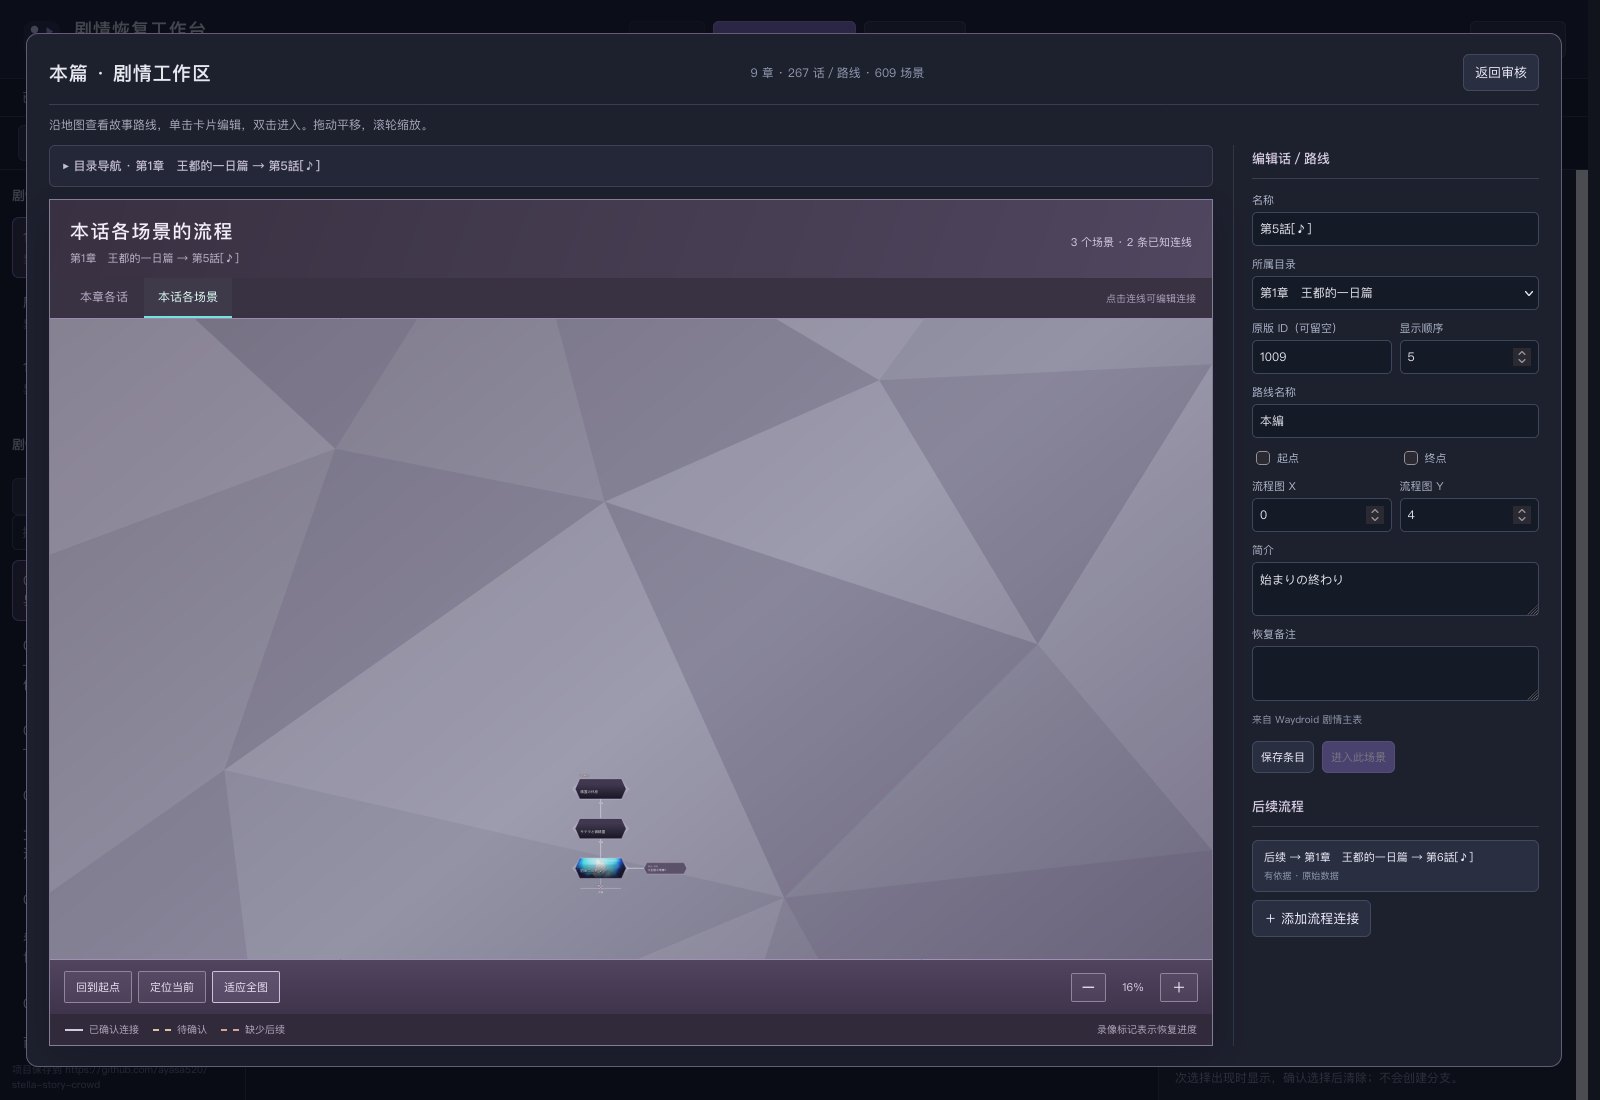 剧情恢复工作台
本篇 · 剧情工作区
9 章 · 267 话 / 路线 · 609 场景
返回审核
沿地图查看故事路线，单击卡片编辑，双击进入。拖动平移，滚轮缩放。
▸ 目录导航 · 第1章　王都的一日篇 → 第5話[♪]
本话各场景的流程
第1章　王都的一日篇 → 第5話[♪]
3 个场景 · 2 条已知连线
本章各话
本话各场景
点击连线可编辑连接
回到起点
定位当前
适应全图
16%
已确认连接
待确认
缺少后续
录像标记表示恢复进度
编辑话 / 路线
名称
第5話[♪]
所属目录
第1章　王都的一日篇
原版 ID（可留空）
显示顺序
1009
5
路线名称
本編
起点
终点
流程图 X
流程图 Y
0
4
简介
始まりの終わり
恢复备注
来自 Waydroid 剧情主表
保存条目
进入此场景
后续流程
后续 → 第1章　王都的一日篇 → 第6話[♪]
有依据 · 原始数据
＋ 添加流程连接
项目保存到 https://github.com/ayasa520/
stella-story-crowd
次选择出现时显示，确认选择后清除；不会创建分支。